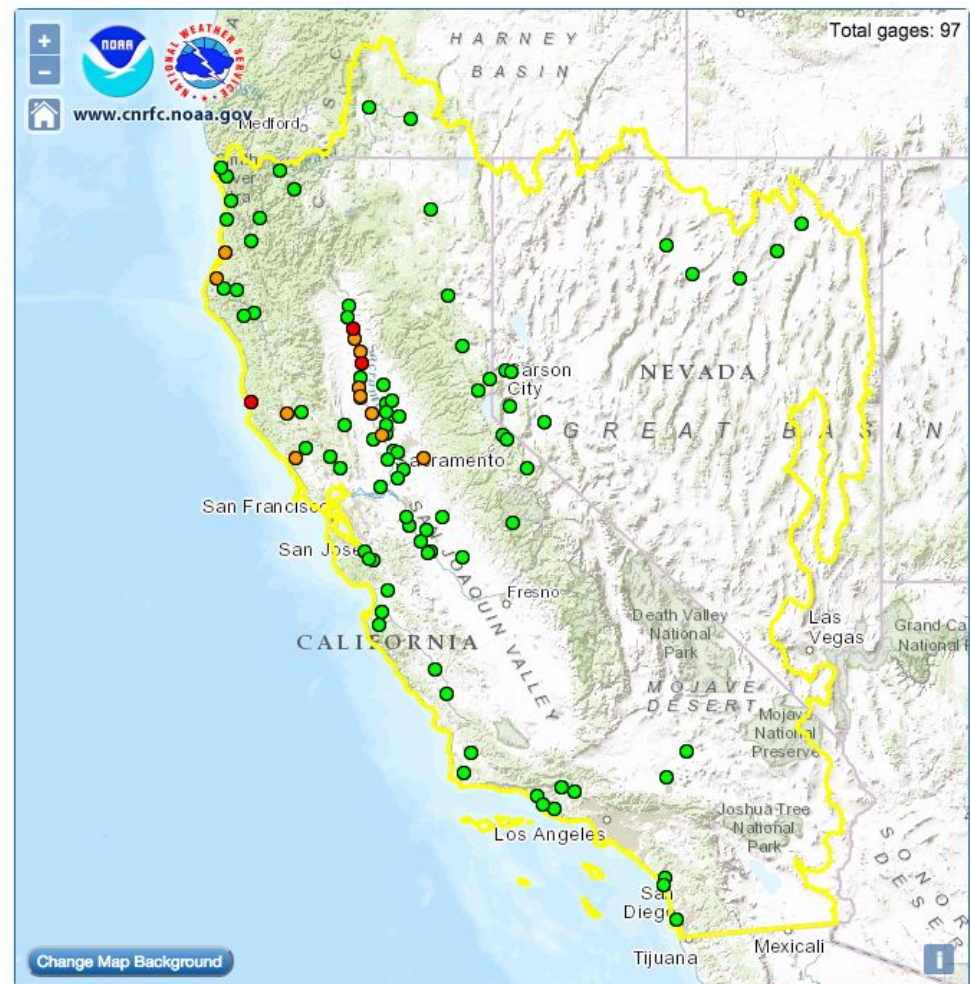 Total gages: 97
+
−
NOAA
NATIONAL WEATHER SERVICE
www.cnrfc.noaa.gov
HARNEY
BASIN
Medford
Carson
City
NEVADA
GREAT BASIN
Sacramento
San Francisco
San Jose
SAN JOAQUIN VALLEY
Fresno
CALIFORNIA
Death Valley
National
Park
Las
Vegas
Grand Ca
National
MOJAVE
DESERT
Mojave
National
Preserve
Joshua Tree
National
Park
Los Angeles
SONOR
DESER
San
Diego
Tijuana
Mexicali
Change Map Background
i